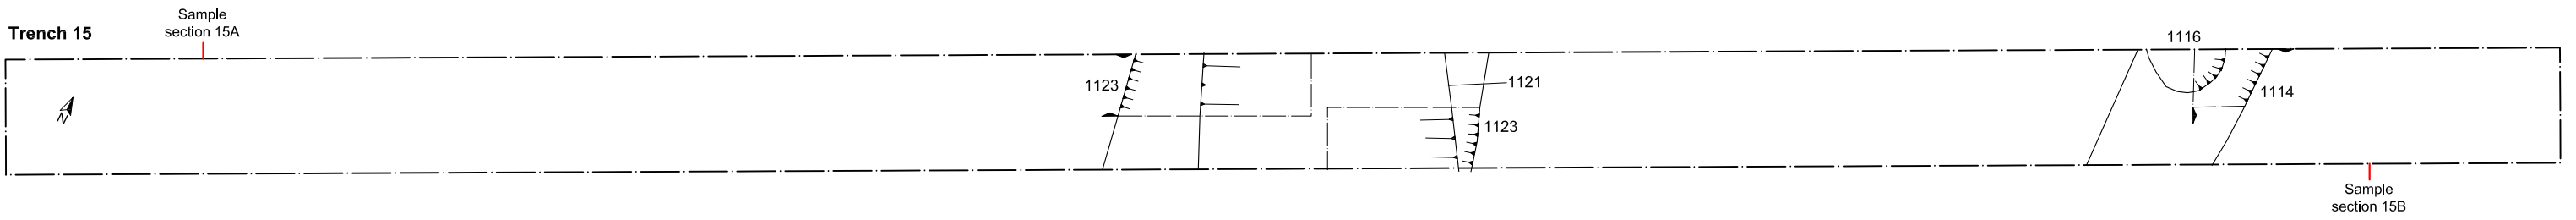 Trench 15
Sample
section 15A
N
1123
1121
1123
1116
1114
Sample
section 15B